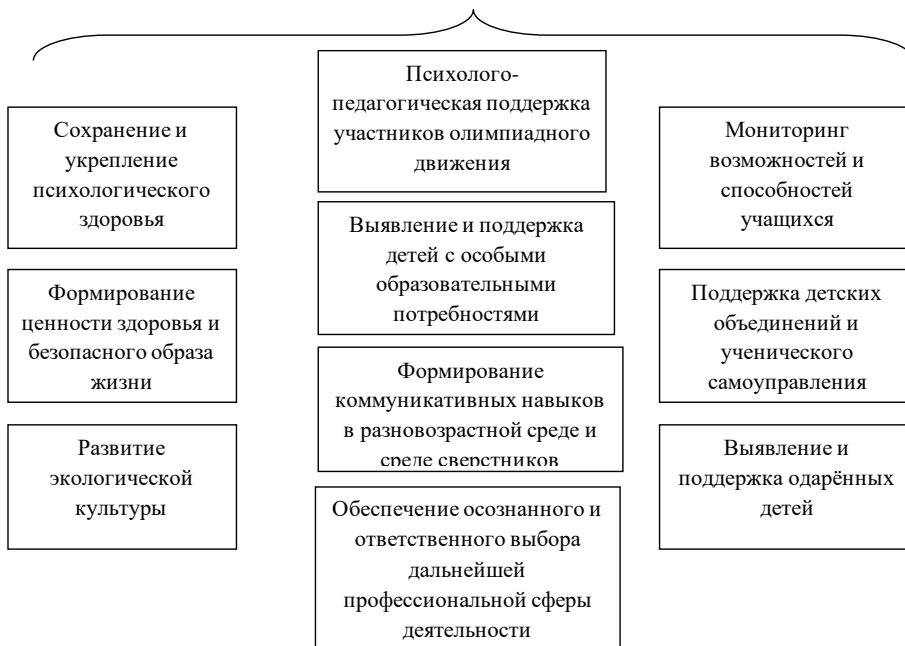 Сохранение и
укрепление
психологического
здоровья
Формирование
ценности здоровья и
безопасного образа
жизни
Развитие
экологической
культуры
Психолого-
педагогическая поддержка
участников олимпиадного
движения
Выявление и поддержка
детей с особыми
образовательными
потребностями
Формирование
коммуникативных навыков
в разновозрастной среде и
среде сверстников
Обеспечение осознанного и
ответственного выбора
дальнейшей
профессиональной сферы
деятельности
Мониторинг
возможностей и
способностей
учащихся
Поддержка детских
объединений и
ученического
самоуправления
Выявление и
поддержка одарённых
детей